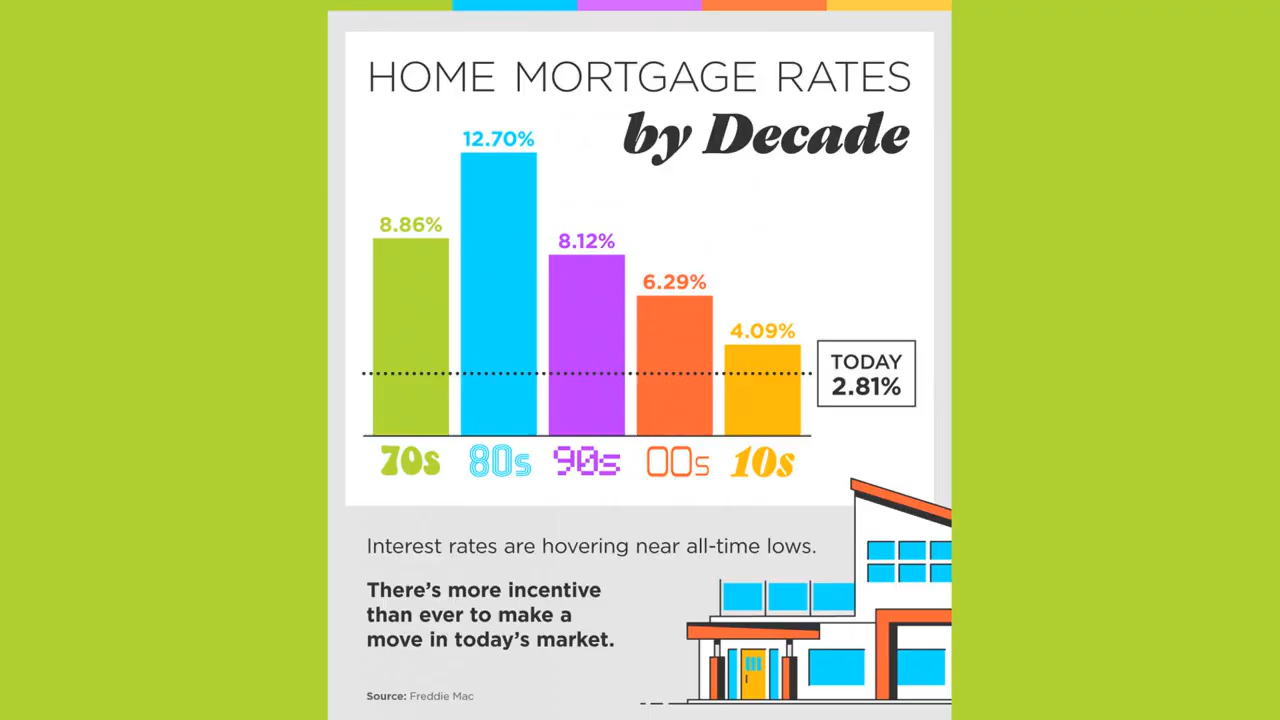 HOME MORTGAGE RATES
by Decade
12.70%
8.86%
8.12%
6.29%
4.09%
TODAY
2.81%
70s
80s
90s
00s
10s
Interest rates are hovering near all-time lows.
There's more incentive
than ever to make a
move in today's market.
Source: Freddie Mac